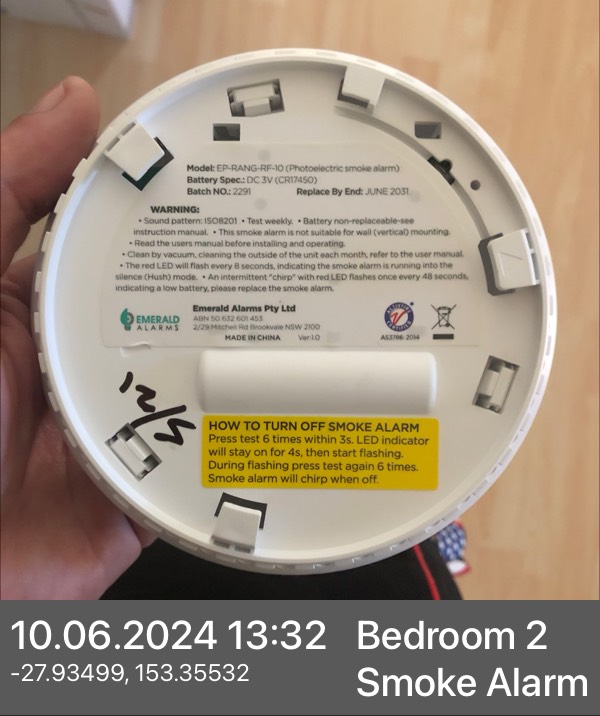 Model: EP-RANG-RF-10 (Photoelectric smoke alarm)
Battery Spec.: DC 3V (CR17450)
Batch NO.: 2291 Replace By End: JUNE 2031
WARNING:
• Sound pattern: ISO8201 • Test weekly. • Battery non-replaceable-see
instruction manual. • This smoke alarm is not suitable for wall (vertical) mounting.
• Read the users manual before installing and operating.
• Clean by vacuum, cleaning the outside of the unit each month, refer to the user manual.
• The red LED will flash every 8 seconds, indicating the smoke alarm is running into the
silence (Hush) mode. • An intermittent "chirp" with red LED flashes once every 48 seconds,
indicating a low battery, please replace the smoke alarm.
EMERALD
ALARMS
Emerald Alarms Pty Ltd
ABN 50 632 601 453
2/29 Mitchell Rd Brookvale NSW 2100
MADE IN CHINA Ver:1.0
AS3786: 2014
12/5
HOW TO TURN OFF SMOKE ALARM
Press test 6 times within 3s. LED indicator
will stay on for 4s, then start flashing.
During flashing press test again 6 times.
Smoke alarm will chirp when off.
10.06.2024 13:32
-27.93499, 153.35532
Bedroom 2
Smoke Alarm